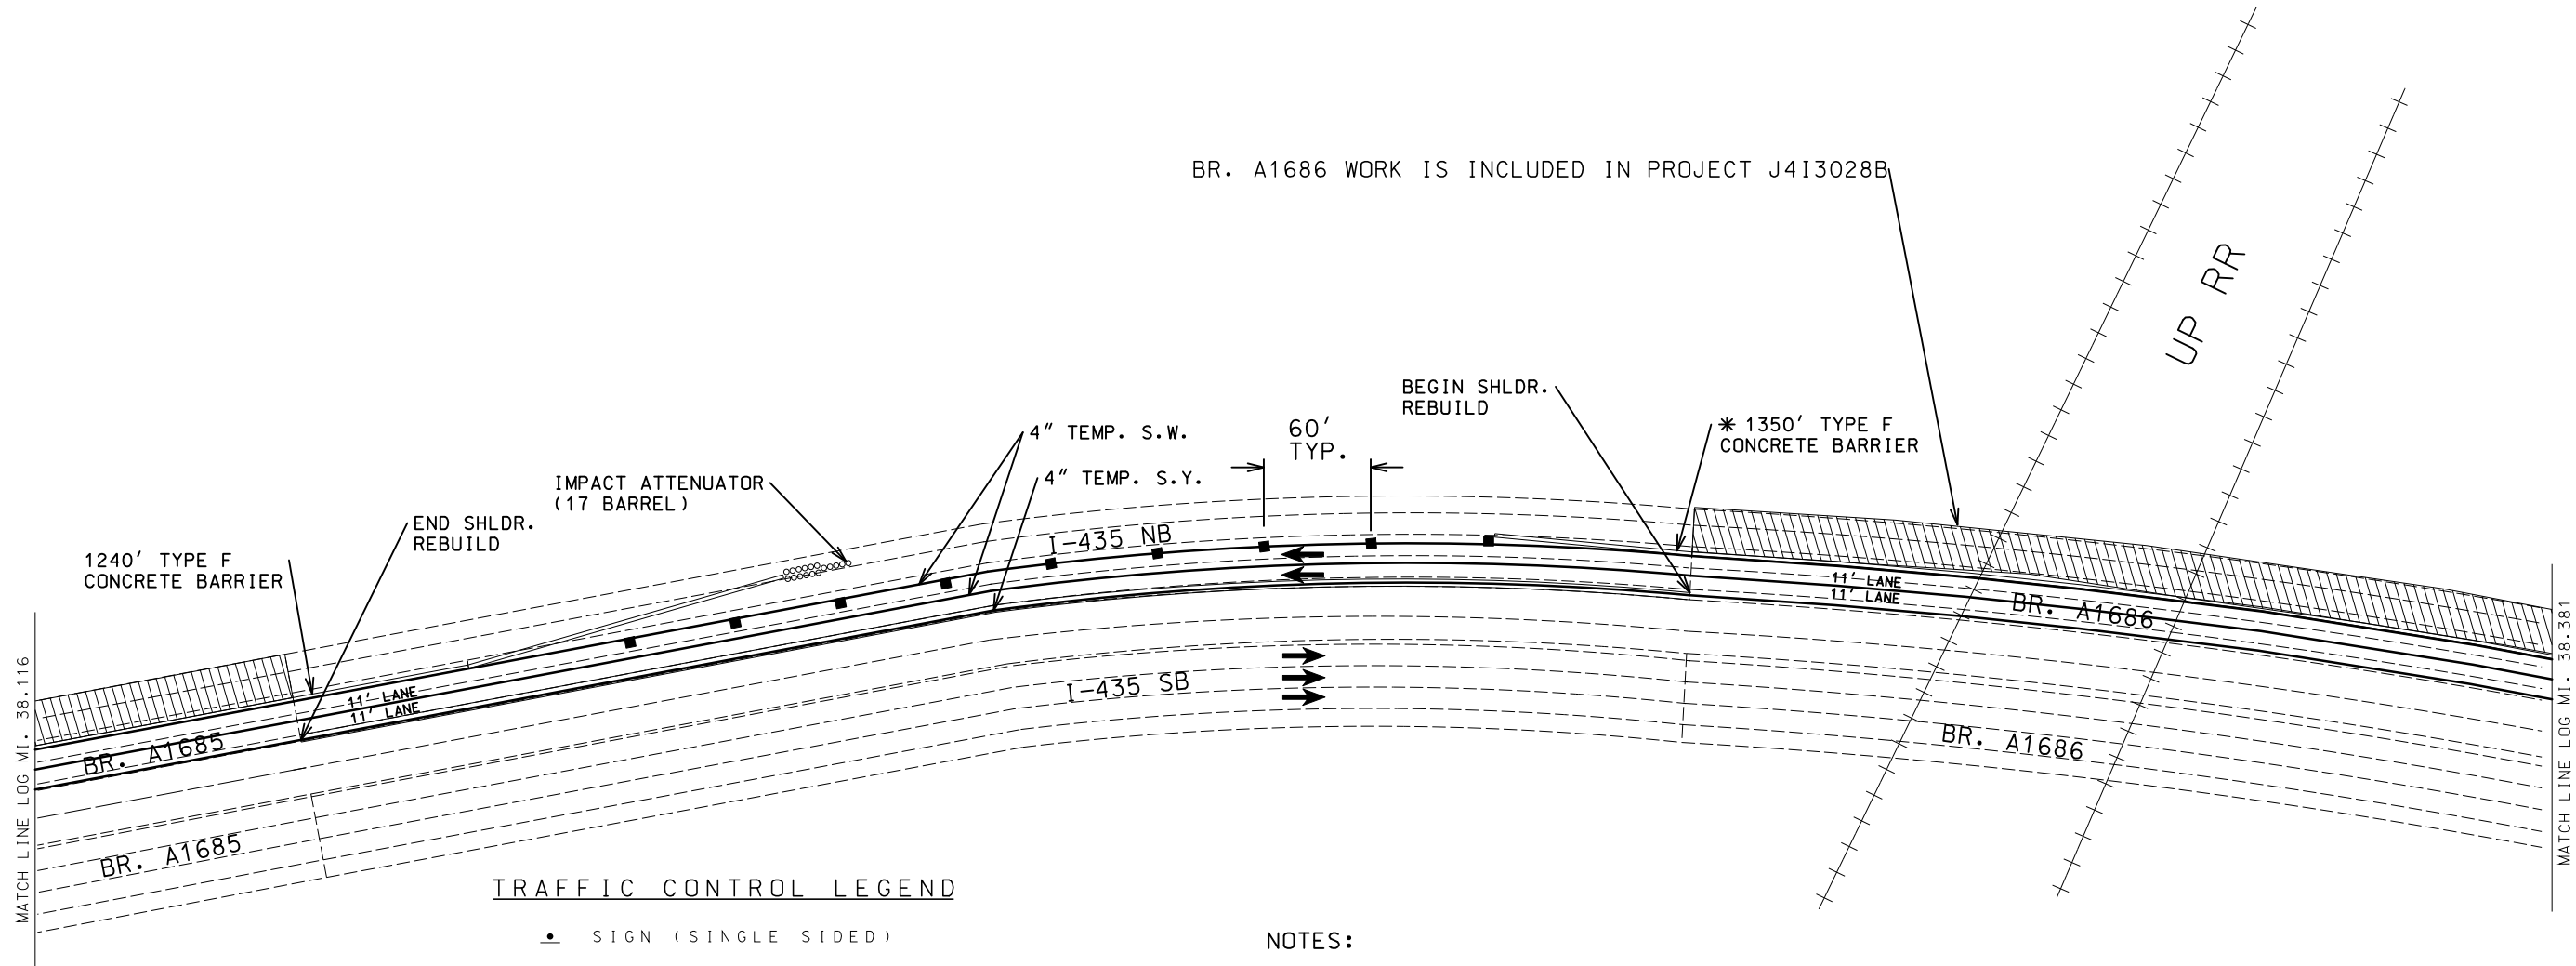 BR. A1686 WORK IS INCLUDED IN PROJECT J4I3028B
UP RR
BEGIN SHLDR.
REBUILD
✳ 1350' TYPE F
CONCRETE BARRIER
60'
TYP.
4" TEMP. S.W.
4" TEMP. S.Y.
IMPACT ATTENUATOR
(17 BARREL)
END SHLDR.
REBUILD
1240' TYPE F
CONCRETE BARRIER
I-435 NB
11' LANE
11' LANE
BR. A1686
11' LANE
11' LANE
BR. A1685
I-435 SB
BR. A1686
BR. A1685
MATCH LINE LOG MI. 38.116
MATCH LINE LOG MI. 38.381
TRAFFIC CONTROL LEGEND
SIGN (SINGLE SIDED)
NOTES: